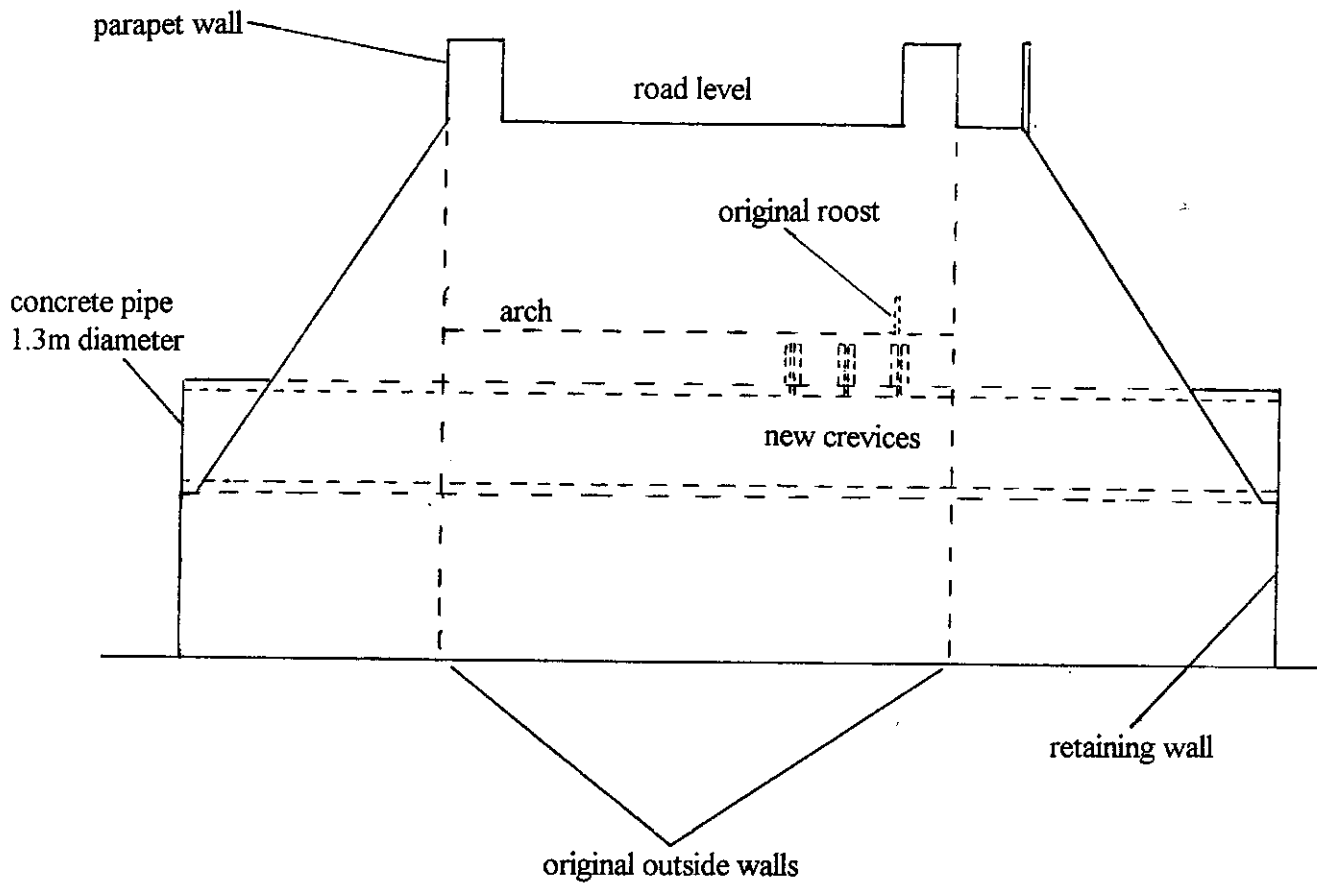 parapet wall
road level
original roost
concrete pipe
1.3m diameter
arch
new crevices
retaining wall
original outside walls